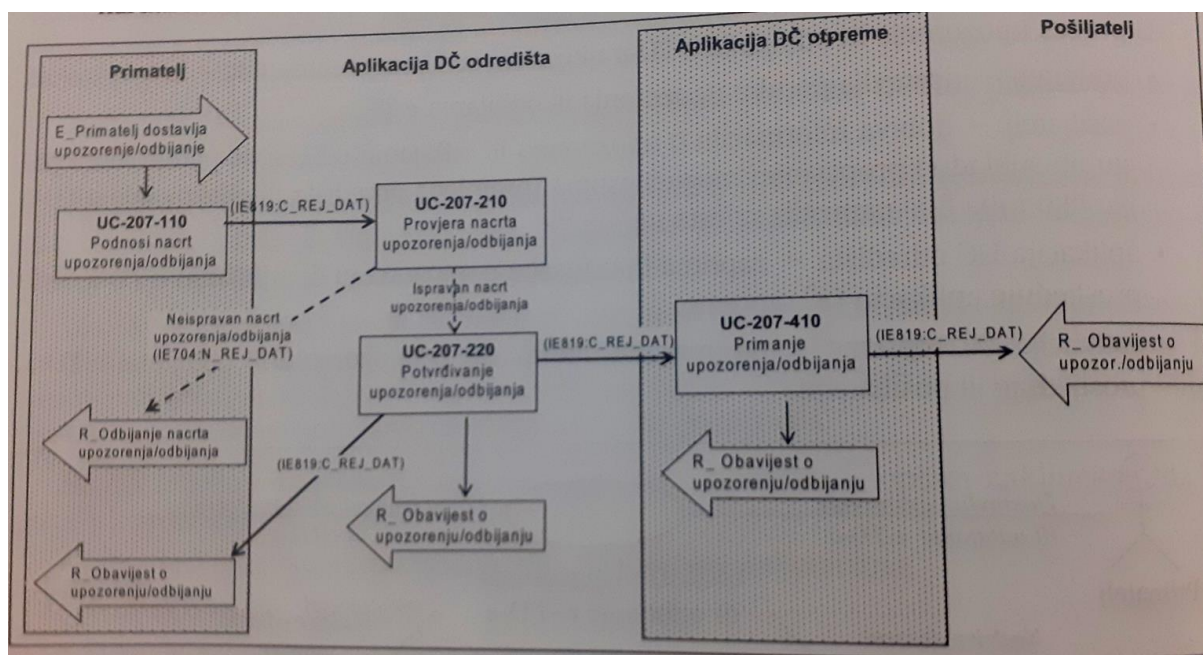 Primatelj
Aplikacija DČ odredišta
Aplikacija DČ otpreme
Pošiljatelj
E_Primatelj dostavlja
upozorenje/odbijanje
UC-207-110
Podnosi nacrt
upozorenja/odbijanja
(IE819:C_REJ_DAT)
UC-207-210
Provjera nacrta
upozorenja/odbijanja
Neispravan nacrt
upozorenja/odbijanja
(IE704:N_REJ_DAT)
Ispravan nacrt
upozorenja/odbijanja
UC-207-220
Potvrđivanje
upozorenja/odbijanja
(IE819:C_REJ_DAT)
UC-207-410
Primanje
upozorenja/odbijanja
(IE819:C_REJ_DAT)
R_ Obavijest o
upozor./odbijanju
R_Odbijanje nacrta
upozorenja/odbijanja
(IE819:C_REJ_DAT)
R_ Obavijest o
upozorenju/odbijanju
R_ Obavijest o
upozorenju/odbijanju
R_Obavijest o
upozorenju/odbijanju